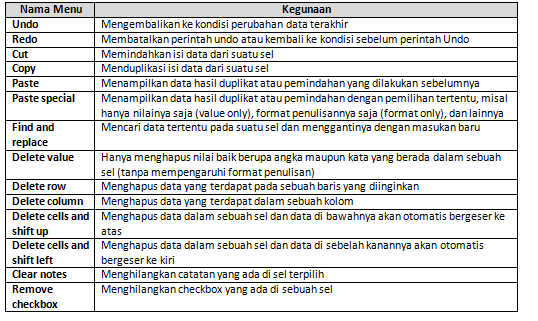 Nama Menu Kegunaan
Undo Mengembalikan ke kondisi perubahan data terakhir
Redo Membatalkan perintah undo atau kembali ke kondisi sebelum perintah Undo
Cut Memindahkan isi data dari suatu sel
Copy Menduplikasi isi data dari suatu sel
Paste Menampilkan data hasil duplikat atau pemindahan yang dilakukan sebelumnya
Paste special Menampilkan data hasil duplikat atau pemindahan dengan pemilihan tertentu, misal
hanya nilainya saja (value only), format penulisannya saja (format only), dan lainnya
Find and Mencari data tertentu pada suatu sel dan menggantinya dengan masukan baru
replace
Delete value Hanya menghapus nilai baik berupa angka maupun kata yang berada dalam sebuah
sel (tanpa mempengaruhi format penulisan)
Delete row Menghapus data yang terdapat pada sebuah baris yang diinginkan
Delete column Menghapus data yang terdapat dalam sebuah kolom
Delete cells and Menghapus data dalam sebuah sel dan data di bawahnya akan otomatis bergeser ke
shift up atas
Delete cells and Menghapus data dalam sebuah sel dan data di sebelah kanannya akan otomatis
shift left bergeser ke kiri
Clear notes Menghilangkan catatan yang ada di sel terpilih
Remove Menghilangkan checkbox yang ada di sebuah sel
checkbox